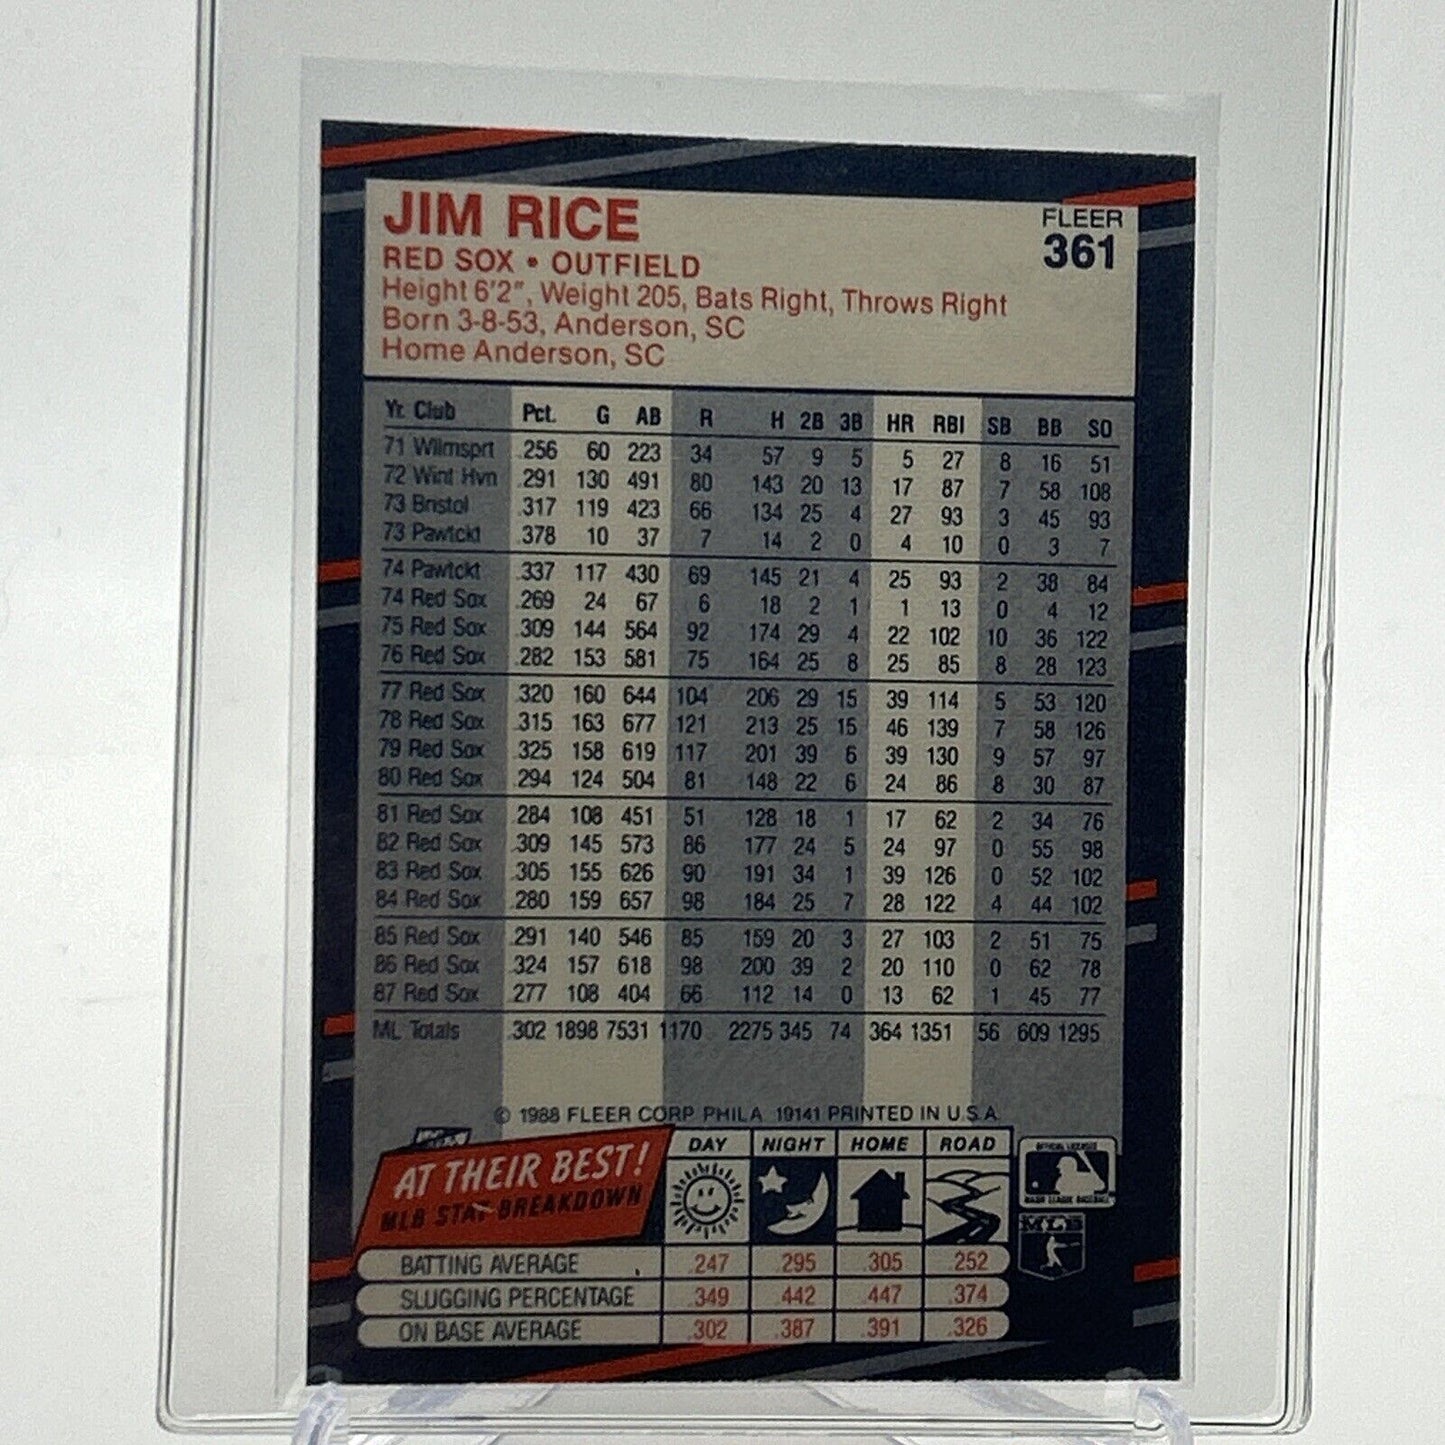 JIM RICE
FLEER
361
RED SOX • OUTFIELD
Height 6'2", Weight 205, Bats Right, Throws Right
Born 3-8-53, Anderson, SC
Home Anderson, SC
Yr. Club Pct. G AB R H 2B 3B HR RBI SB BB SO
71 Wilmsprt .256 60 223 34 57 9 5 5 27 8 16 51
72 Wint Hvn .291 130 491 80 143 20 13 17 87 7 58 108
73 Bristol .317 119 423 66 134 25 4 27 93 3 45 93
73 Pawtckt .378 10 37 7 14 2 0 4 10 0 3 7
74 Pawtckt .337 117 430 69 145 21 4 25 93 2 38 84
74 Red Sox .269 24 67 6 18 2 1 1 13 0 4 12
75 Red Sox .309 144 564 92 174 29 4 22 102 10 36 122
76 Red Sox .282 153 581 75 164 25 8 25 85 8 28 123
77 Red Sox .320 160 644 104 206 29 15 39 114 5 53 120
78 Red Sox .315 163 677 121 213 25 15 46 139 7 58 126
79 Red Sox .325 158 619 117 201 39 6 39 130 9 57 97
80 Red Sox .294 124 504 81 148 22 6 24 86 8 30 87
81 Red Sox .284 108 451 51 128 18 1 17 62 2 34 76
82 Red Sox .309 145 573 86 177 24 5 24 97 0 55 98
83 Red Sox .305 155 626 90 191 34 1 39 126 0 52 102
84 Red Sox .280 159 657 98 184 25 7 28 122 4 44 102
85 Red Sox .291 140 546 85 159 20 3 27 103 2 51 75
86 Red Sox .324 157 618 98 200 39 2 20 110 0 62 78
87 Red Sox .277 108 404 66 112 14 0 13 62 1 45 77
ML Totals .302 1898 7531 1170 2275 345 74 364 1351 56 609 1295
© 1988 FLEER CORP PHILA 19141 PRINTED IN U.S.A.
AT THEIR BEST!
MLB STAT BREAKDOWN
DAY NIGHT HOME ROAD
MAJOR LEAGUE BASEBALL
MLB
BATTING AVERAGE .247 .295 .305 .252
SLUGGING PERCENTAGE .349 .442 .447 .374
ON BASE AVERAGE .302 .387 .391 .326